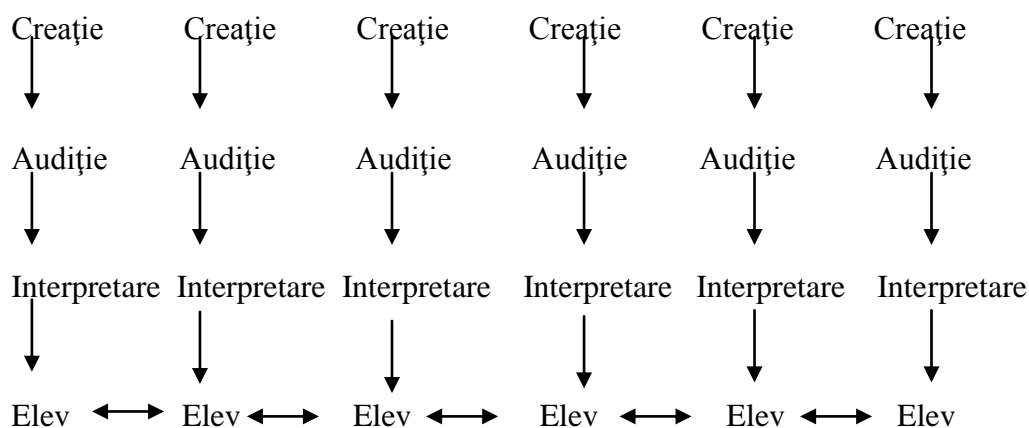 Creaţie Creaţie Creaţie Creaţie Creaţie Creaţie
Audiţie Audiţie Audiţie Audiţie Audiţie Audiţie
Interpretare Interpretare Interpretare Interpretare Interpretare Interpretare
Elev Elev Elev Elev Elev Elev